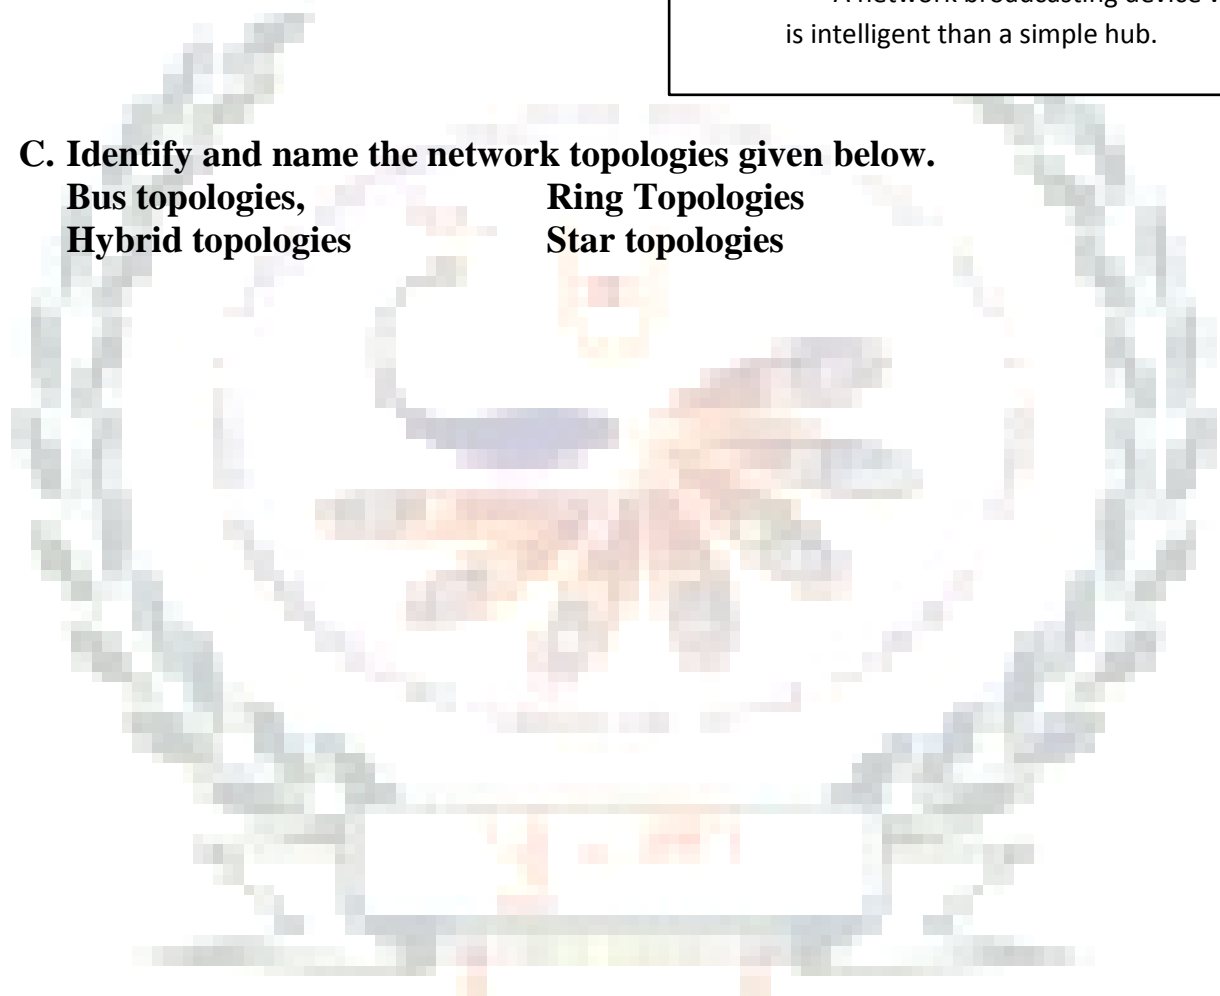 A network broadcasting device
is intelligent than a simple hub.
C. Identify and name the network topologies given below.
Bus topologies, Ring Topologies
Hybrid topologies Star topologies